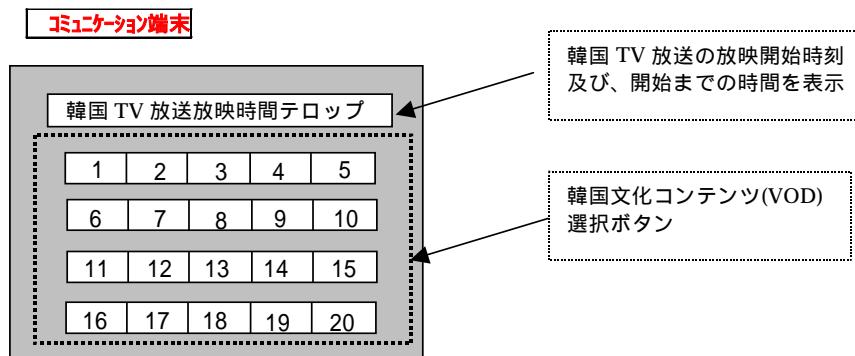 コミュニケーション端末
韓国 TV 放送放映時間テロップ
1 2 3 4 5
6 7 8 9 10
11 12 13 14 15
16 17 18 19 20
韓国 TV 放送の放映開始時刻
及び、開始までの時間を表示
韓国文化コンテンツ(VOD)
選択ボタン